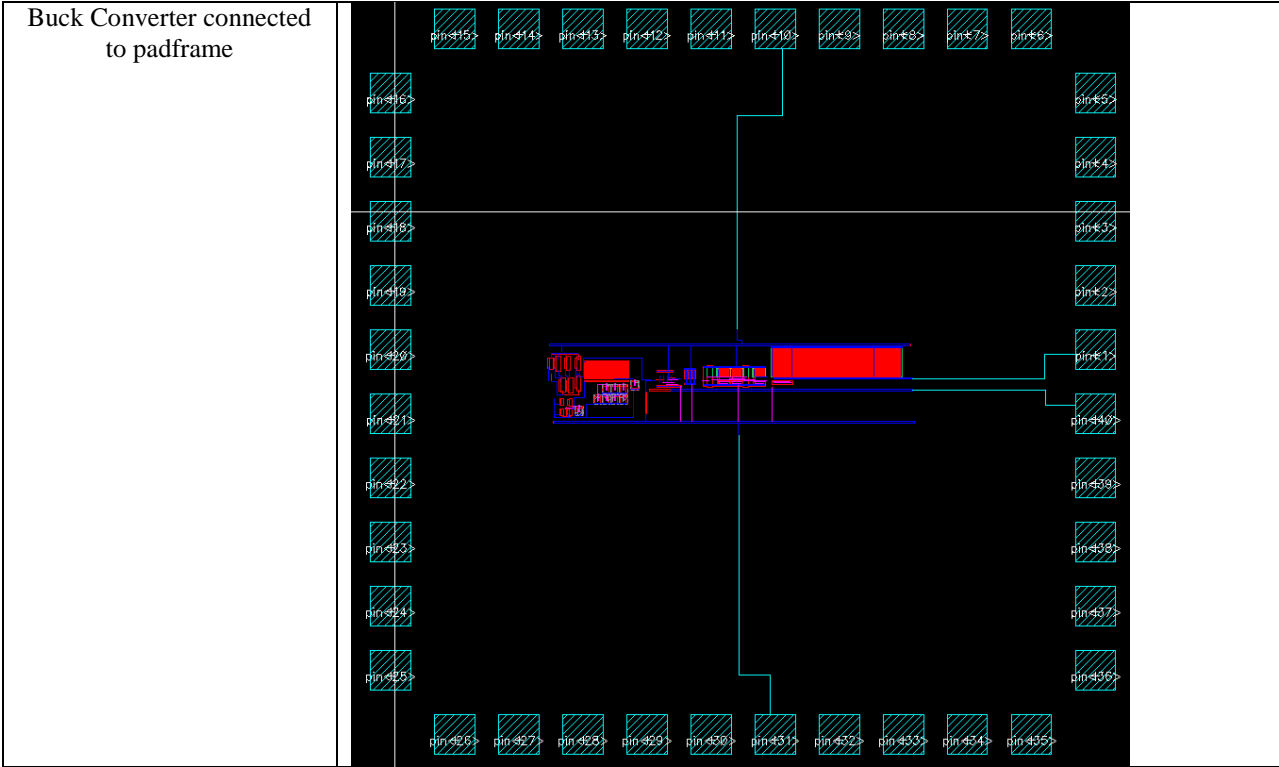 Buck Converter connected
to padframe
pin<15> pin<14> pin<13> pin<12> pin<11> pin<10> pin<9> pin<8> pin<7> pin<6>
pin<16> pin<5>
pin<17> pin<4>
pin<18> pin<3>
pin<19> pin<2>
pin<20> pin<1>
pin<21> pin<40>
pin<22> pin<39>
pin<23> pin<38>
pin<24> pin<37>
pin<25> pin<36>
pin<26> pin<27> pin<28> pin<29> pin<30> pin<31> pin<32> pin<33> pin<34> pin<35>